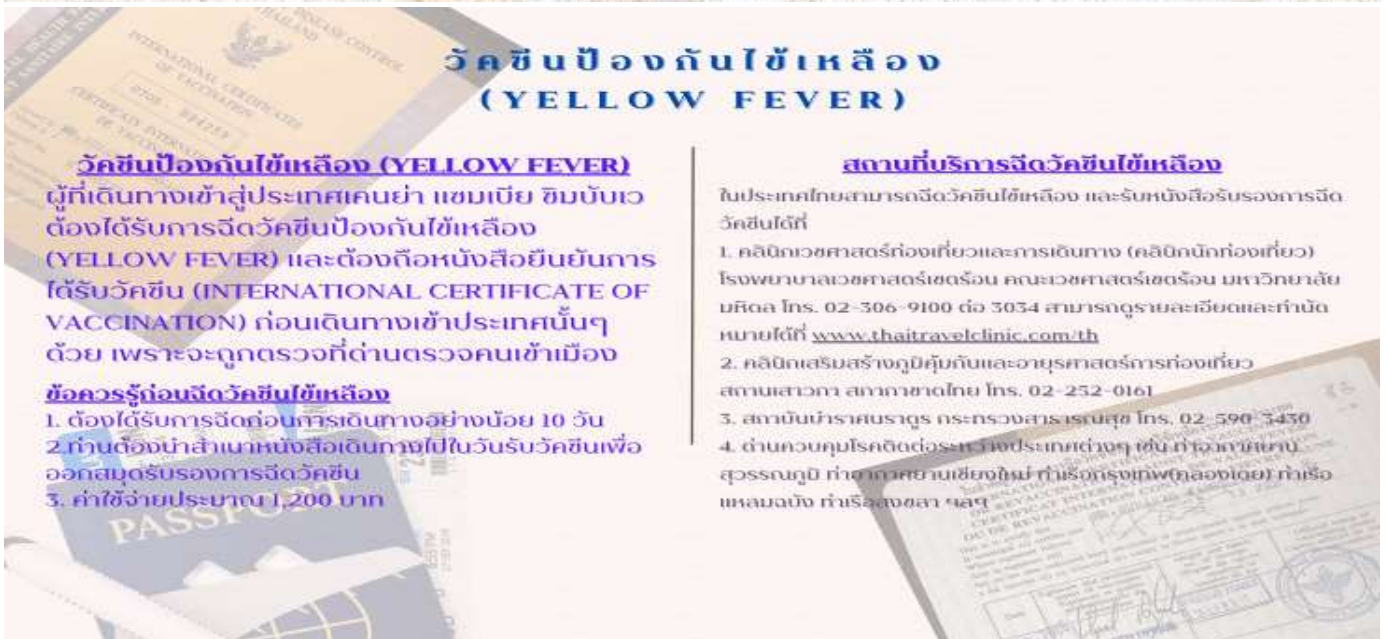 วัคซีนป้องกันไข้เหลือง
(YELLOW FEVER)
วัคซีนป้องกันไข้เหลือง (YELLOW FEVER)
ผู้ที่เดินทางเข้าสู่ประเทศเคนย่า แซมเบีย ซิมบับเว
ต้องได้รับการฉีดวัคซีนป้องกันไข้เหลือง
(YELLOW FEVER) และต้องถือหนังสือยืนยันการ
ได้รับวัคซีน (INTERNATIONAL CERTIFICATE OF
VACCINATION) ก่อนเดินทางเข้าประเทศนั้นๆ
ด้วย เพราะจะถูกตรวจที่ด่านตรวจคนเข้าเมือง
ข้อควรรู้ก่อนฉีดวัคซีนไข้เหลือง
1. ต้องได้รับการฉีดก่อนการเดินทางอย่างน้อย 10 วัน
2.ท่านต้องนำสำเนาหนังสือเดินทางไปในวันรับวัคซีนเพื่อ
ออกสมุดรับรองการฉีดวัคซีน
3. ค่าใช้จ่ายประมาณ 1,200 บาท
สถานที่บริการฉีดวัคซีนไข้เหลือง
ในประเทศไทยสามารถฉีดวัคซีนไข้เหลือง และรับหนังสือรับรองการฉีด
วัคซีนได้ที่
1. คลินิกเวชศาสตร์ท่องเที่ยวและการเดินทาง (คลินิกนักท่องเที่ยว)
โรงพยาบาลเวชศาสตร์เขตร้อน คณะเวชศาสตร์เขตร้อน มหาวิทยาลัย
มหิดล โทร. 02-306-9100 ต่อ 3034 สามารถดูรายละเอียดและทำนัด
หมายได้ที่ www.thaitravelclinic.com/th
2. คลินิกเสริมสร้างภูมิคุ้มกันและอายุรศาสตร์การท่องเที่ยว
สถานเสาวภา สภากาชาดไทย โทร. 02-252-0161
3. สถาบันบำราศนราดูร กระทรวงสาธารณสุข โทร. 02-590-3430
4. ด่านควบคุมโรคติดต่อระหว่างประเทศต่างๆ เช่น ท่าอากาศยาน
สุวรรณภูมิ ท่าอากาศยานเชียงใหม่ ท่าเรือกรุงเทพ(คลองเตย) ท่าเรือ
แหลมฉบัง ท่าเรือสงขลา ฯลฯ
DISEASE CONTROL
THAILAND
INTERNATIONAL CERTIFICATES
OF VACCINATION
PASSPORT